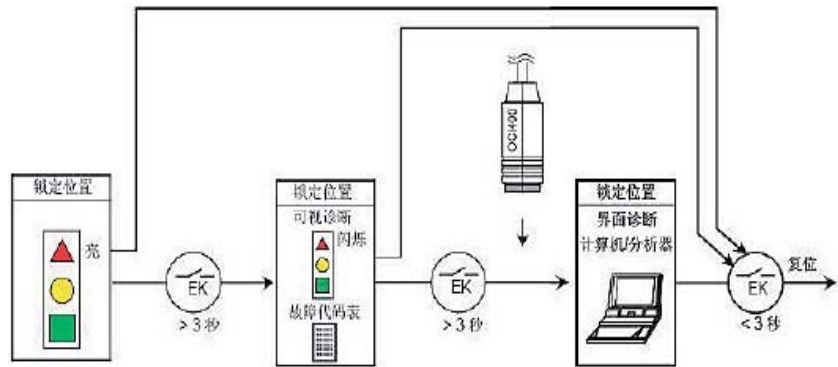 锁定位置
亮
EK
>3秒
锁定位置
可视诊断
闪烁
故障代码表
EK
>3秒
OCH00
锁定位置
界面诊断
计算机/分析器
EK
<3秒
复位